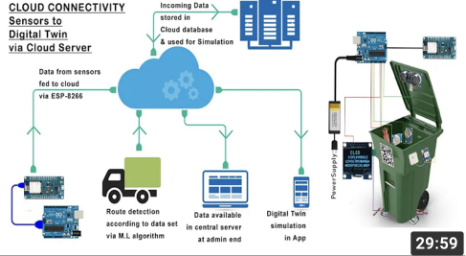 CLOUD CONNECTIVITY
Sensors to
Digital Twin
via Cloud Server
Incoming Data
stored in
Cloud database
& used for Simulation
Data from sensors
fed to cloud
via ESP-8266
Route detection
according to data set
via M.L algorithm
Data available
in central server
at admin end
Digital Twin
simulation
in App
PowerSupply
29:59